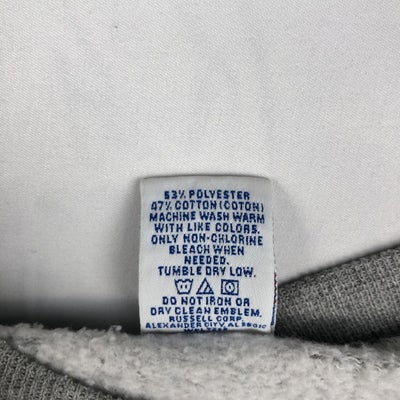 53% POLYESTER
47% COTTON (COTON)
MACHINE WASH WARM
WITH LIKE COLORS.
ONLY NON-CHLORINE
BLEACH WHEN
NEEDED.
TUMBLE DRY LOW.
DO NOT IRON OR
DRY CLEAN EMBLEM.
RUSSELL CORP.
ALEXANDER CITY, AL 35010